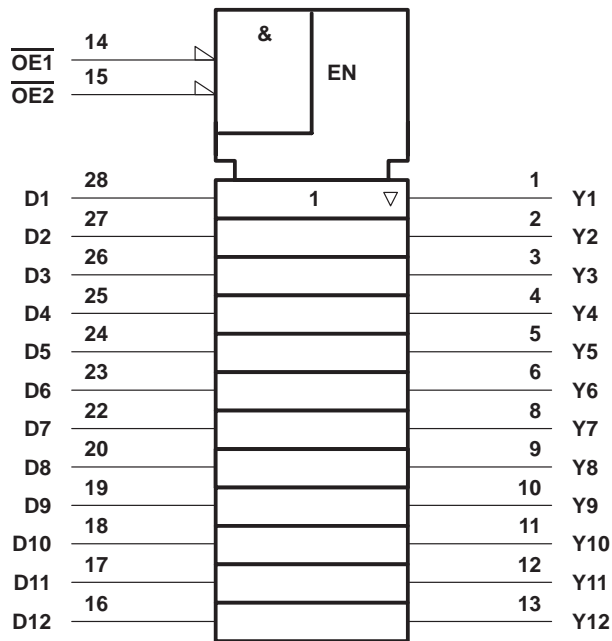 &
14
OE1
EN
15
OE2
28 1
D1 1 Y1
27 2
D2 Y2
26 3
D3 Y3
25 4
D4 Y4
24 5
D5 Y5
23 6
D6 Y6
22 8
D7 Y7
20 9
D8 Y8
19 10
D9 Y9
18 11
D10 Y10
17 12
D11 Y11
16 13
D12 Y12